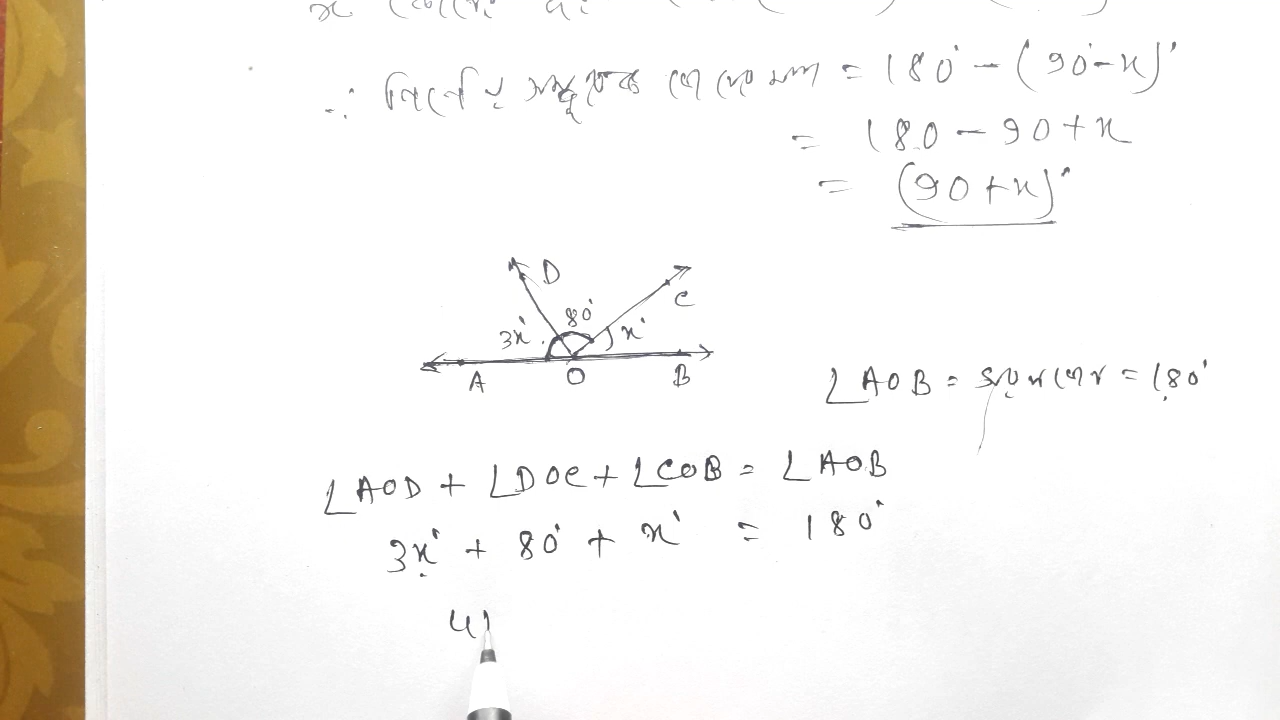 ∴ নির্ণেয় সম্পূরক কোণের মান = 180° - (90° - x)°
= 180 - 90 + x
= (90 + x)°
D
80°
C
3x°
x°
A O B
∠AOB = সরলকোণ = 180°
∠AOD + ∠DOC + ∠COB = ∠AOB
3x° + 80° + x° = 180°
4